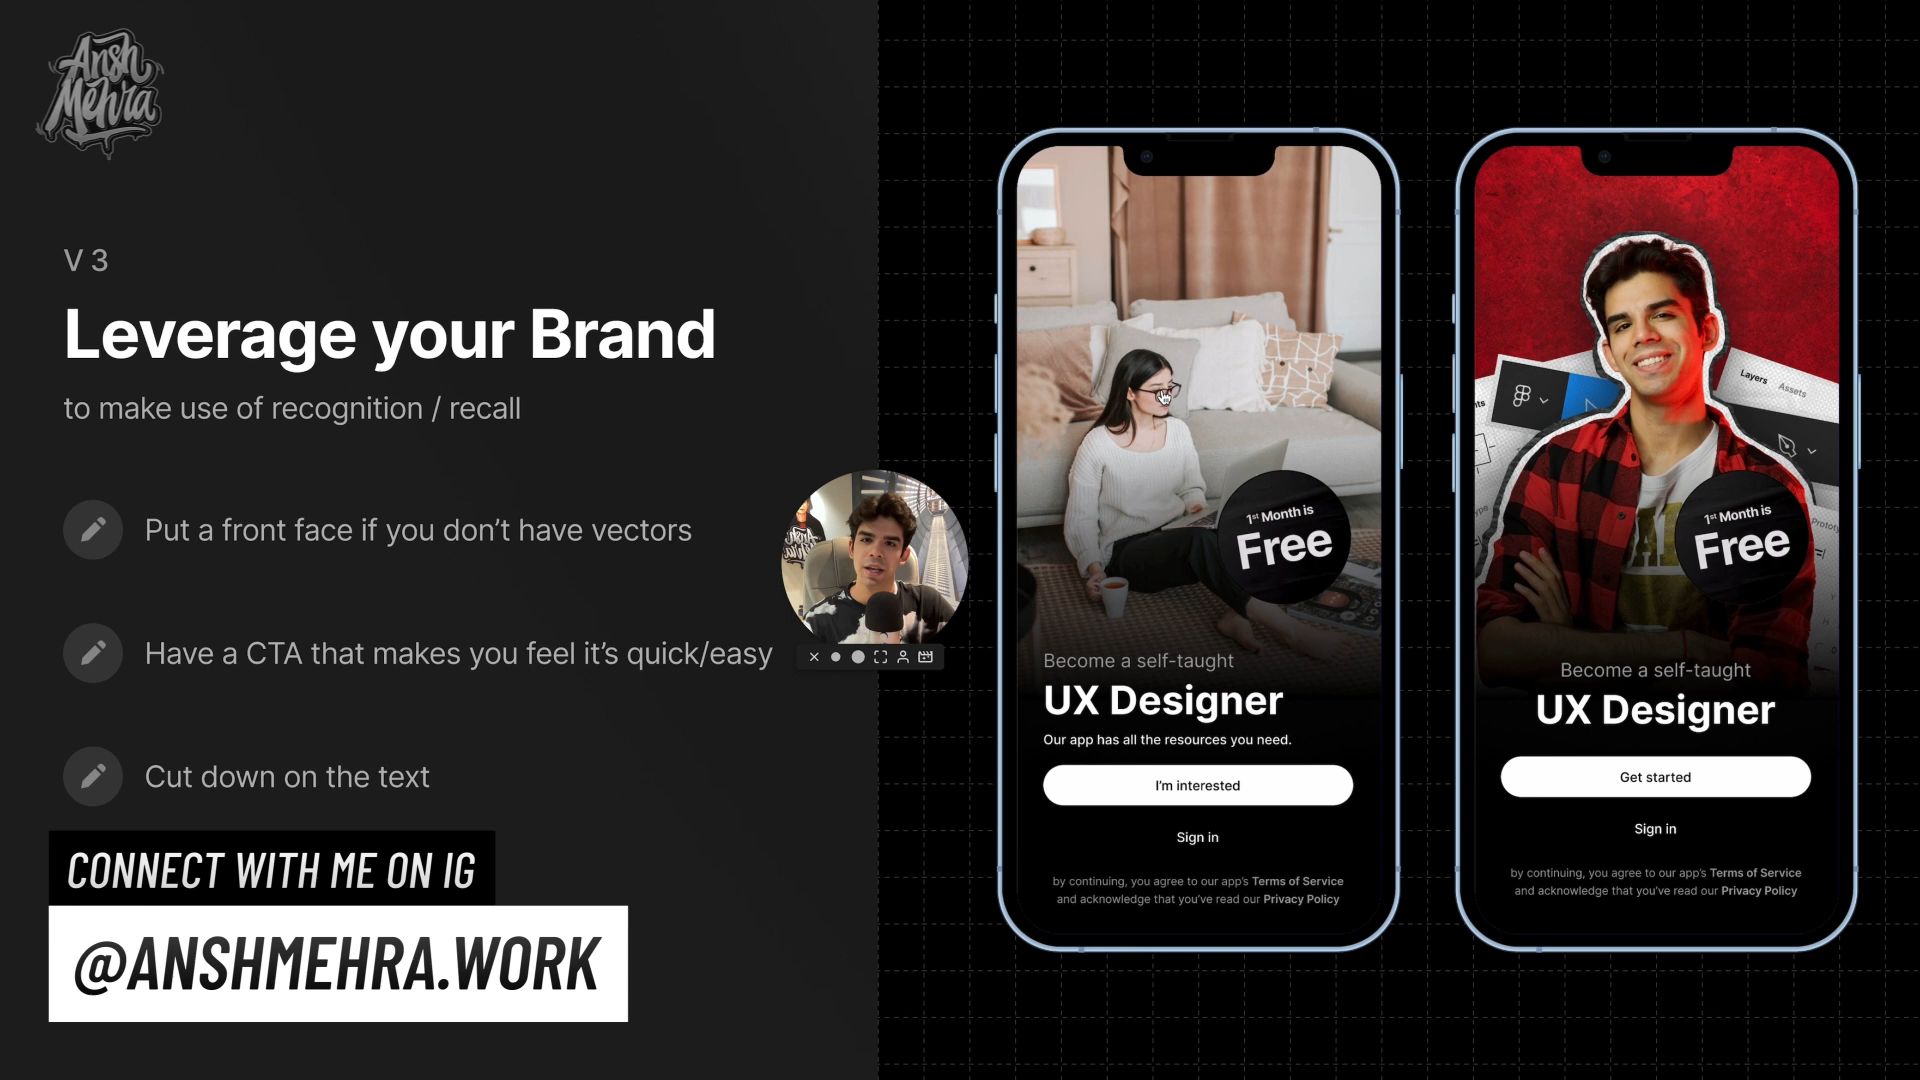 Ansh
Mehra
V 3
Leverage your Brand
to make use of recognition / recall
Put a front face if you don’t have vectors
Have a CTA that makes you feel it’s quick/easy
Cut down on the text
CONNECT WITH ME ON IG
@ANSHMEHRA.WORK
1st Month is
Free
Become a self-taught
UX Designer
Our app has all the resources you need.
I’m interested
Sign in
by continuing, you agree to our app’s Terms of Service
and acknowledge that you’ve read our Privacy Policy
Layers Assets
1st Month is
Free
Become a self-taught
UX Designer
Get started
Sign in
by continuing, you agree to our app’s Terms of Service
and acknowledge that you’ve read our Privacy Policy